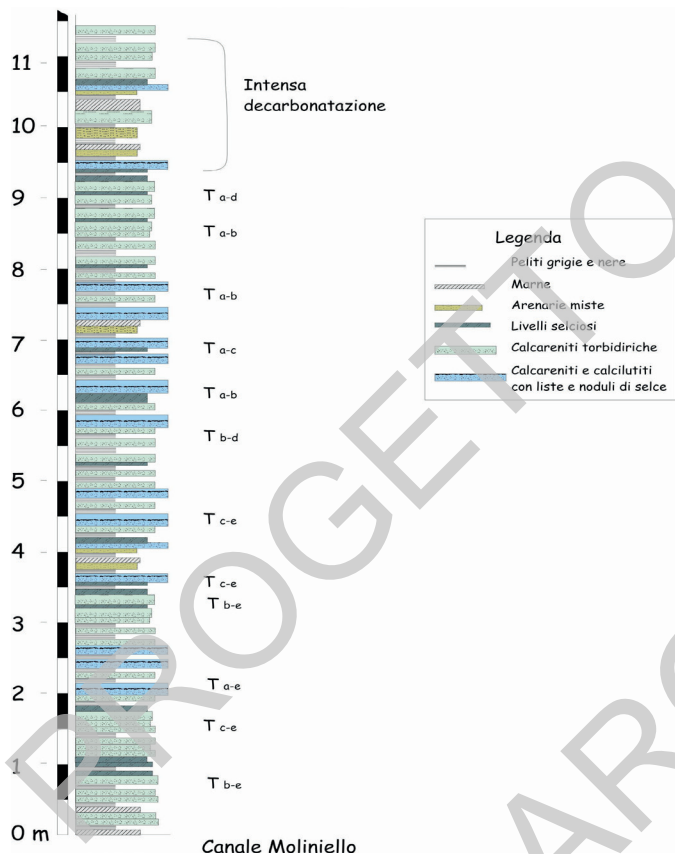 11
Intensa
decarbonatazione
10
9
T a-d
T a-b
8
T a-b
7
T a-c
T a-b
6
T b-d
5
T c-e
4
T c-e
T b-e
3
T a-e
2
T c-e
1
T b-e
0 m
Canale Moliniello
Legenda
Peliti grigie e nere
Marne
Arenarie miste
Livelli selciosi
Calcareniti torbidiriche
Calcareniti e calcilutiti
con liste e noduli di selce
PROGETTO
CAR